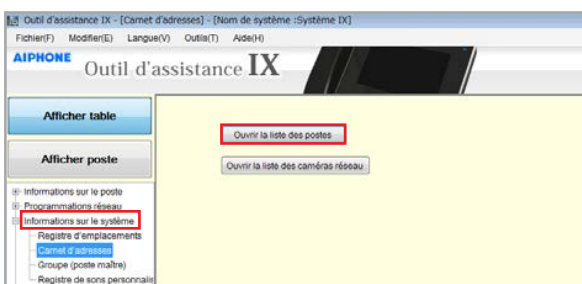 Outil d'assistance IX - [Carnet d'adresses] - [Nom de système :Système IX]
Fichier(F) Modifier(E) Langue(V) Outils(T) Aide(H)
AIPHONE
Outil d'assistance IX
Afficher table
Ouvrir la liste des postes
Afficher poste
Ouvrir la liste des caméras réseau
Informations sur le poste
Programmations réseau
Informations sur le système
Registre d'emplacements
Carnet d'adresses
Groupe (poste maître)
Registre de sons personnalis